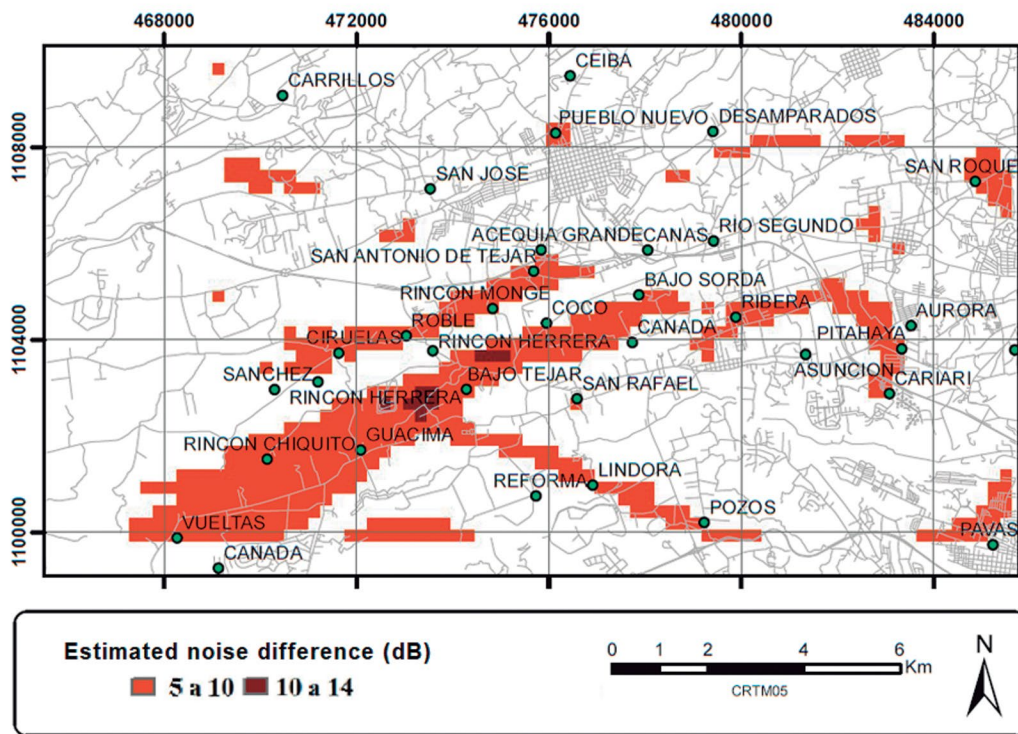 468000 472000 476000 480000 484000
CEIBA
CARRILLOS
PUEBLO NUEVO DESAMPARADOS
1108000
SAN ROQUE
SAN JOSE
RIO SEGUNDO
ACEQUIA GRANDE CANAS
SAN ANTONIO DE TEJAR
BAJO SORDA
RINCON MONGE
COCO RIBERA
AURORA
ROBLE CANADA PITAHAYA
1104000
CIRUELAS RINCON HERRERA
SANCHEZ BAJO TEJAR ASUNCION
SAN RAFAEL CARIARI
RINCON HERRERA
RINCON CHIQUITO GUACIMA
LINDORA
REFORMA
POZOS
VUELTAS
1100000
PAVAS
CANADA
Estimated noise difference (dB)
5 a 10 10 a 14
0 1 2 4 6
Km
CRTM05
N